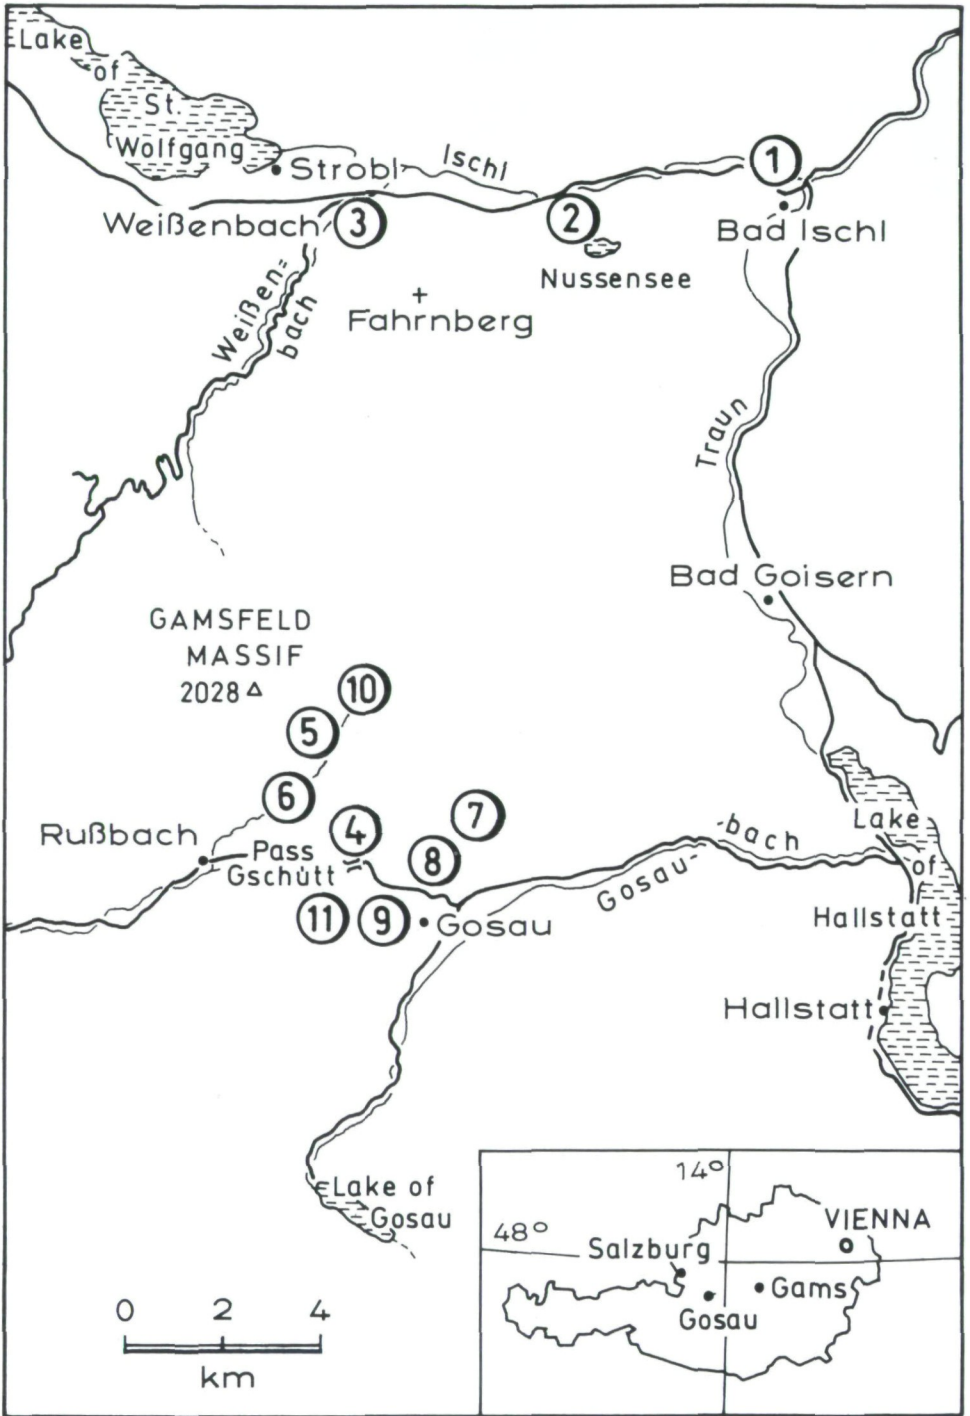 Lake
of
St.
Wolfgang
Strobl
Ischl
1
Weißenbach
3
2
Bad Ischl
Nussensee
Weißen=
bach
+
Fahrnberg
Traun
Bad Goisern
GAMSFELD
MASSIF
2028
10
5
6
7
4
Rußbach
Pass
Gschütt
8
-bach
Gosau-
Lake
of
Hallstatt
11
9
Gosau
Hallstatt
Lake of
Gosau
14°
48°
VIENNA
Salzburg
Gams
Gosau
0 2 4
km